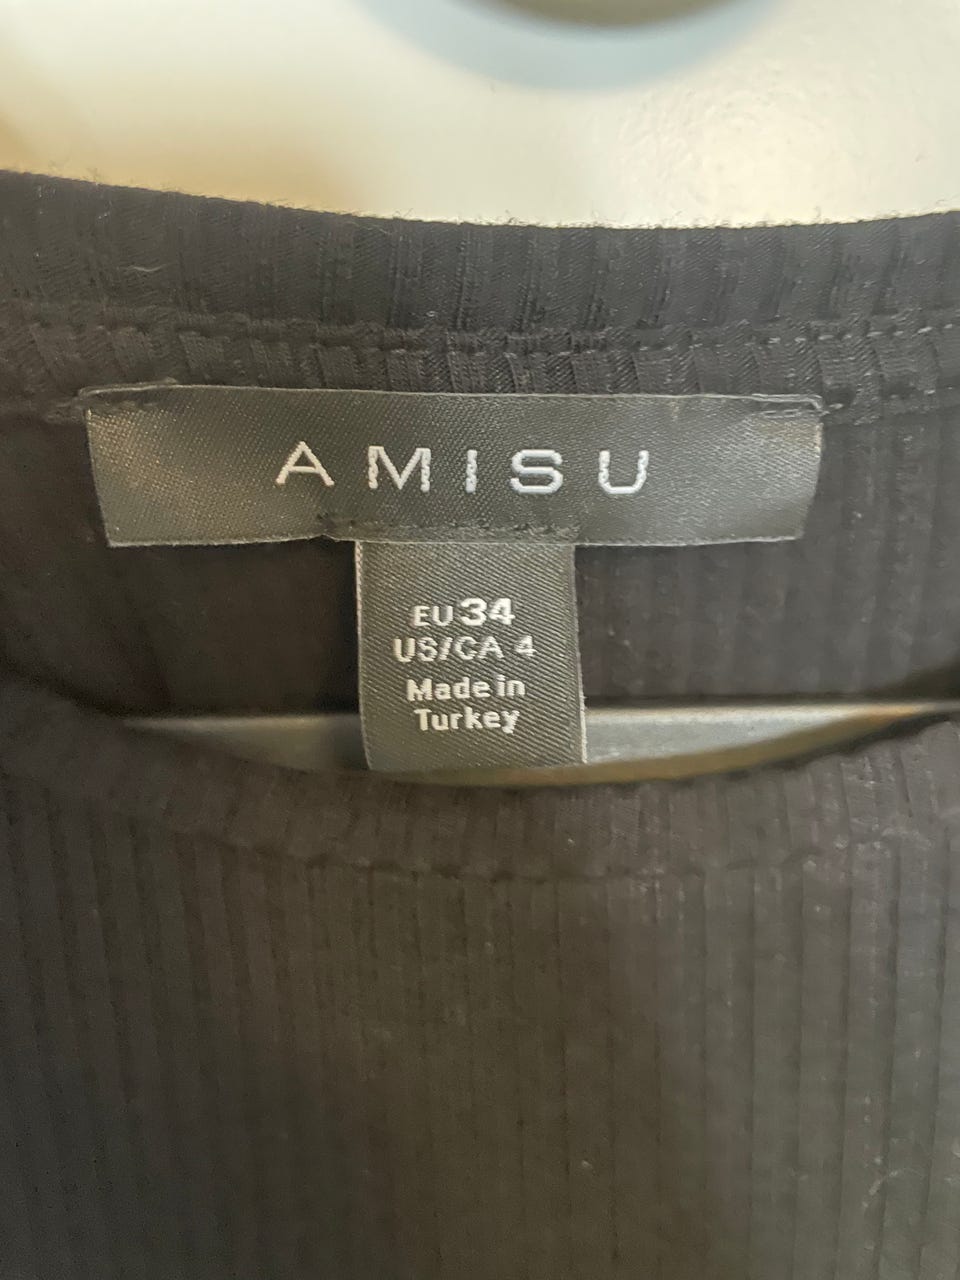 AMISU
EU 34
US/CA 4
Made in
Turkey